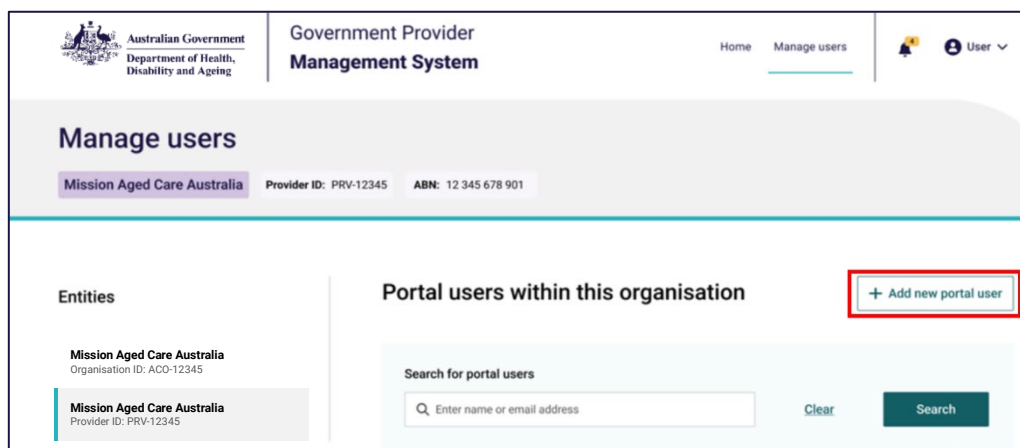 Australian Government
Department of Health,
Disability and Ageing
Government Provider
Management System
Home
Manage users
4
User
Manage users
Mission Aged Care Australia
Provider ID: PRV-12345
ABN: 12 345 678 901
Entities
Mission Aged Care Australia
Organisation ID: ACO-12345
Mission Aged Care Australia
Provider ID: PRV-12345
Portal users within this organisation
+ Add new portal user
Search for portal users
Enter name or email address
Clear
Search